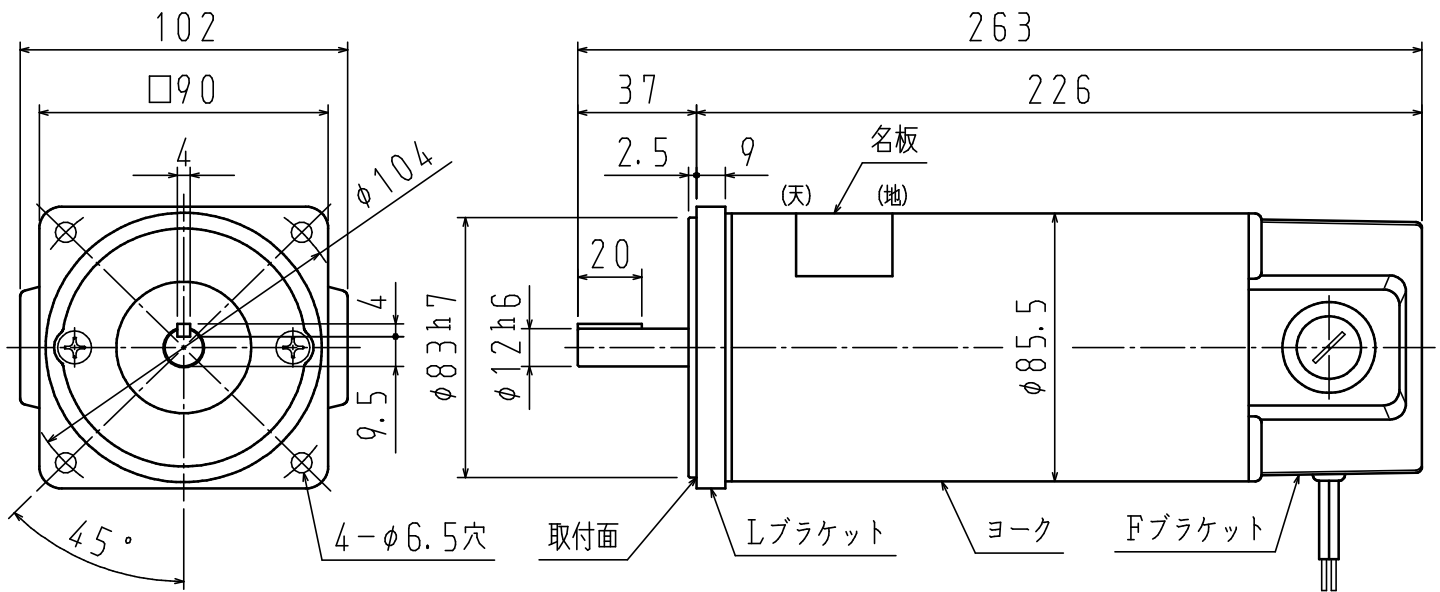 102
263
□90
37
226
4
φ104
2.5
9
名板
(天)
(地)
20
4
9.5
φ83h7
φ12h6
φ85.5
45°
4-φ6.5穴
取付面
Lブラケット
ヨーク
Fブラケット